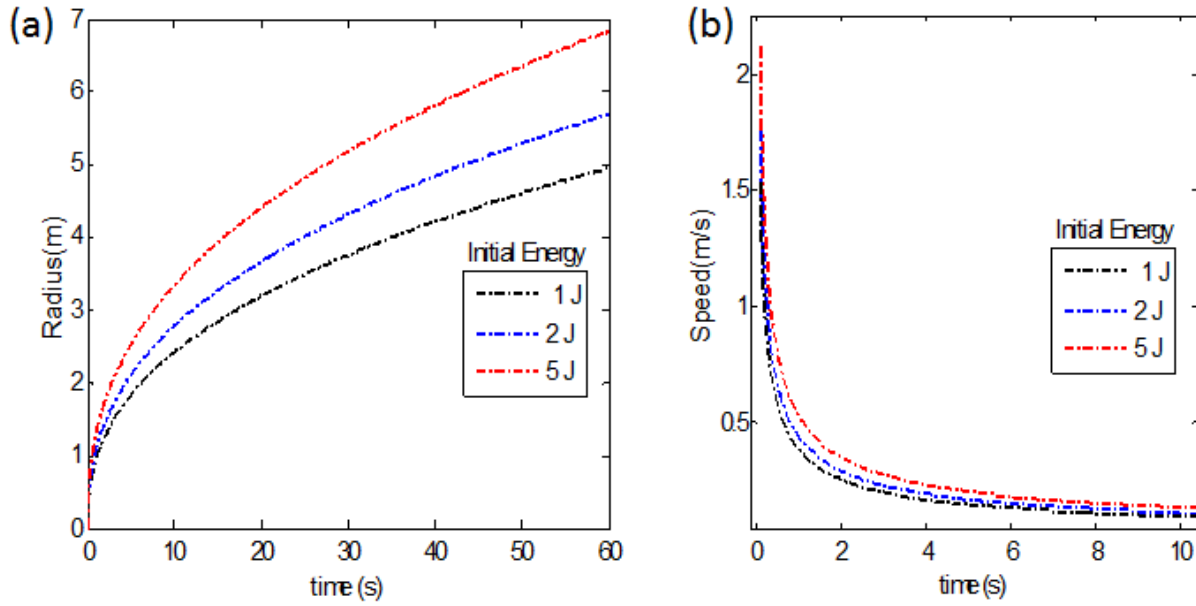 (a)
7
6
5
4
3
2
1
0
Radius(m)
0 10 20 30 40 50 60
time(s)
Initial Energy
1 J
2 J
5 J
(b)
2
1.5
1
0.5
Speed(m/s)
0 2 4 6 8 10
time(s)
Initial Energy
1 J
2 J
5 J